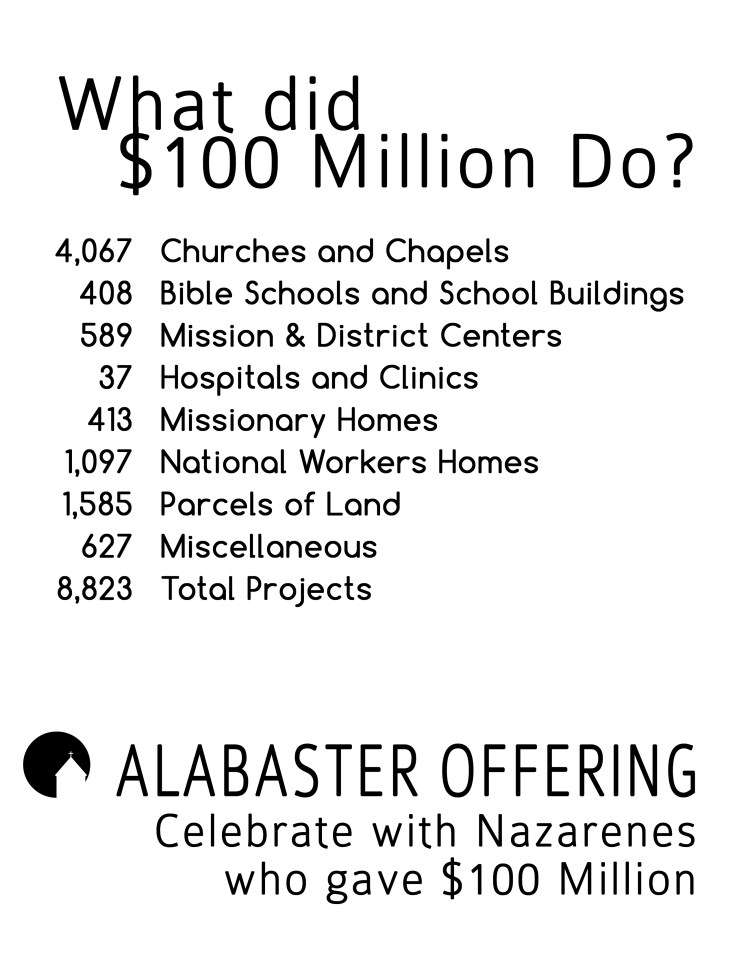 What did
$100 Million Do?
4,067 Churches and Chapels
408 Bible Schools and School Buildings
589 Mission & District Centers
37 Hospitals and Clinics
413 Missionary Homes
1,097 National Workers Homes
1,585 Parcels of Land
627 Miscellaneous
8,823 Total Projects
ALABASTER OFFERING
Celebrate with Nazarenes
who gave $100 Million